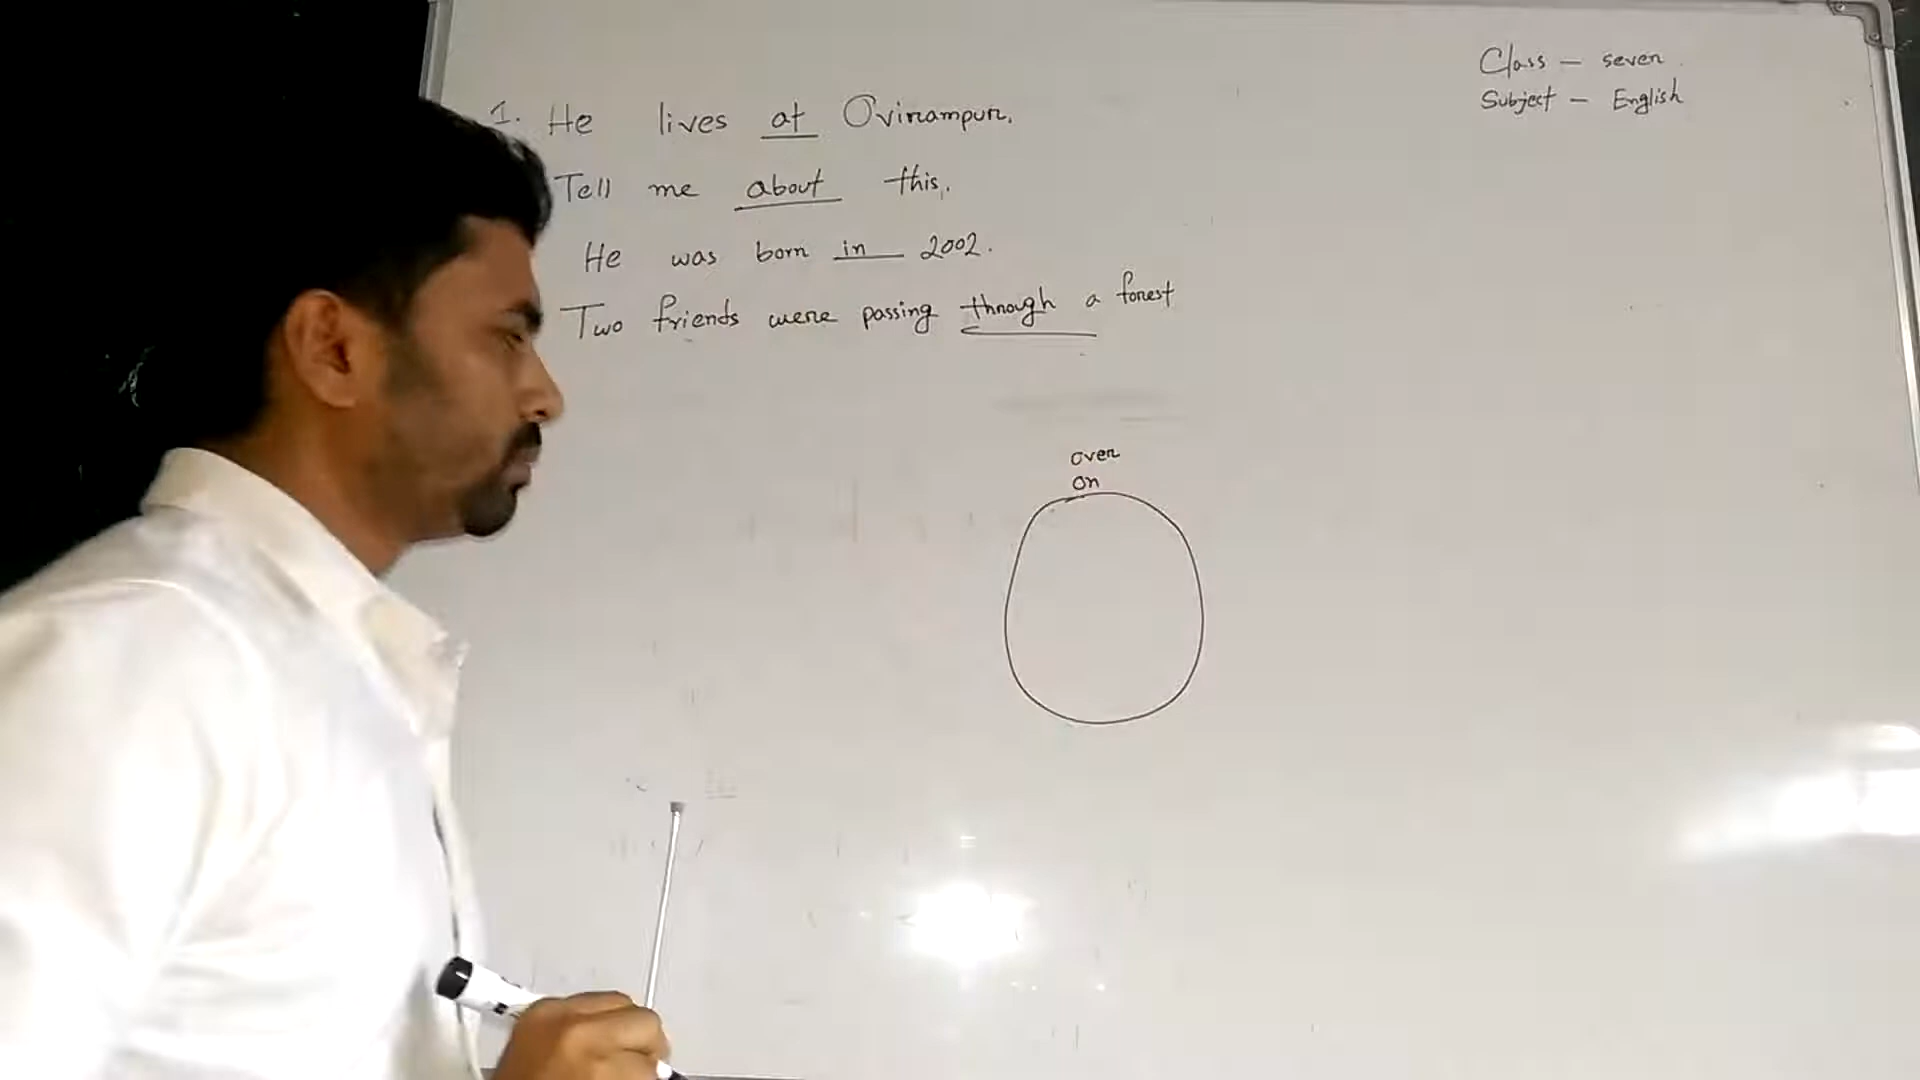 Class – seven
Subject – English
1. He lives at Ovirampur.
Tell me about this.
He was born in 2002.
Two friends were passing through a forest
over
on